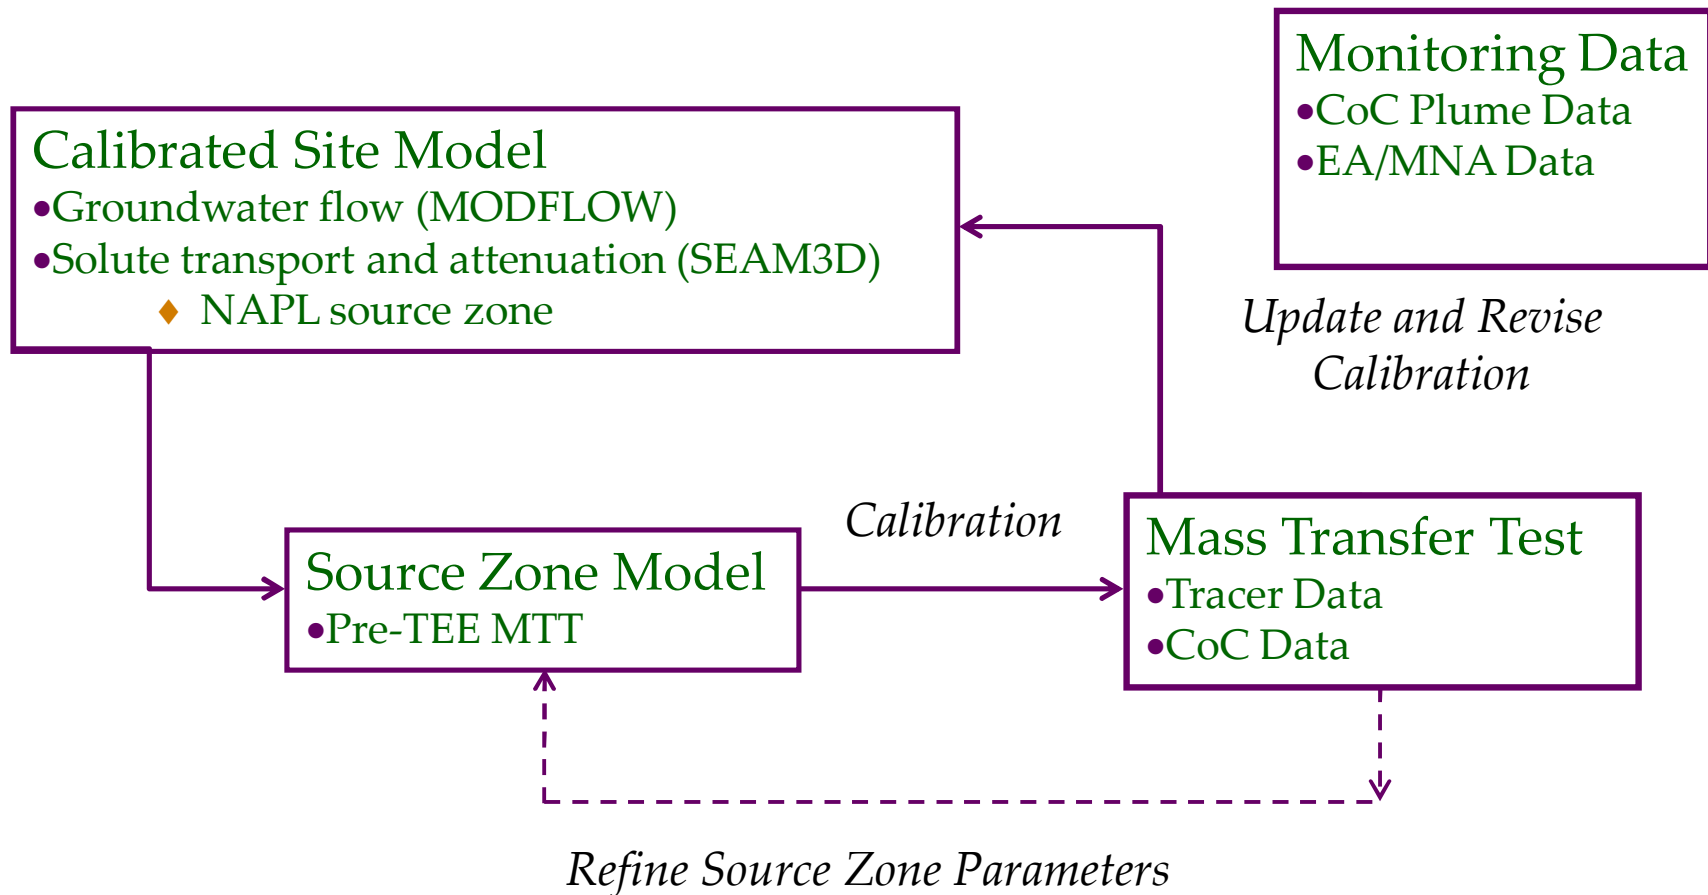 Monitoring Data
•CoC Plume Data
•EA/MNA Data
Calibrated Site Model
•Groundwater flow (MODFLOW)
•Solute transport and attenuation (SEAM3D)
♦ NAPL source zone
Update and Revise
Calibration
Calibration
Source Zone Model
•Pre-TEE MTT
Mass Transfer Test
•Tracer Data
•CoC Data
Refine Source Zone Parameters